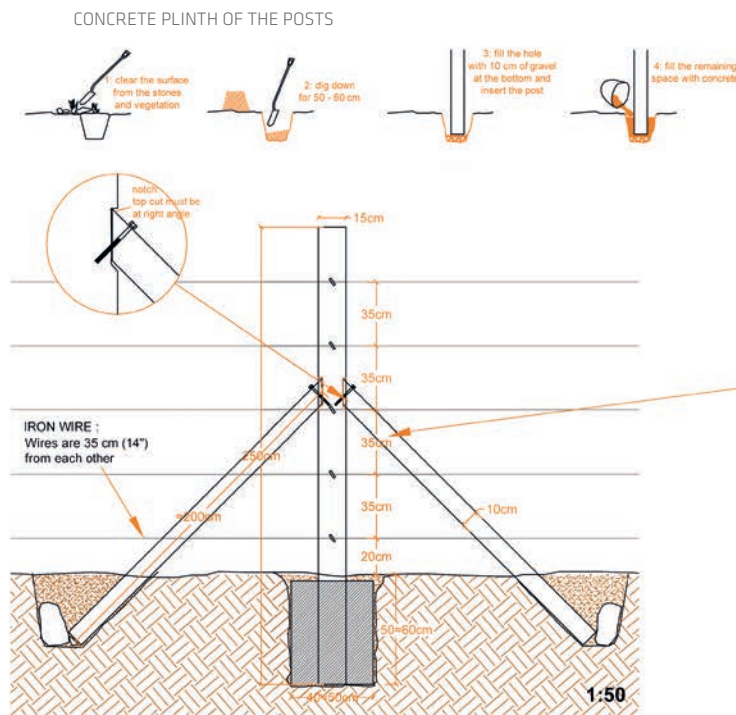 CONCRETE PLINTH OF THE POSTS
1: clear the surface
from the stones
and vegetation
2: dig down
for 50 - 60 cm
3: fill the hole
with 10 cm of gravel
at the bottom and
insert the post
4: fill the remaining
space with concrete
notch:
top cut must be
at right angle
15cm
35cm
35cm
35cm
35cm
20cm
250cm
≈200cm
10cm
IRON WIRE :
Wires are 35 cm (14")
from each other
50≈60cm
40≈50cm
1:50